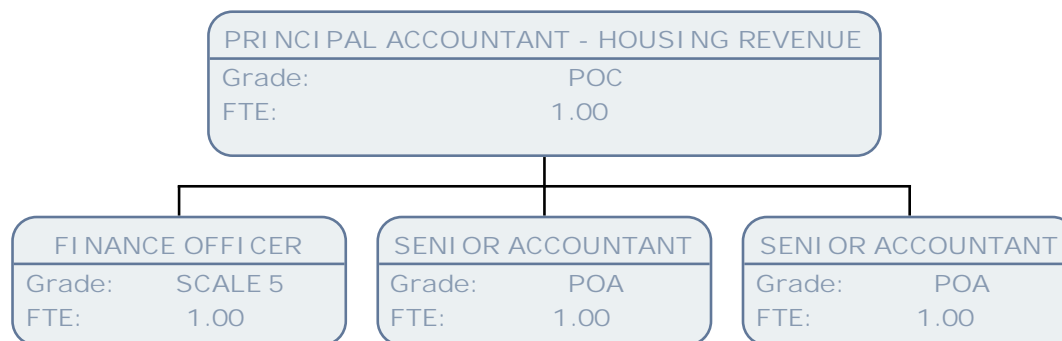 PRINCIPAL ACCOUNTANT - HOUSING REVENUE
Grade: POC
FTE: 1.00
FINANCE OFFICER
Grade: SCALE 5
FTE: 1.00
SENIOR ACCOUNTANT
Grade: POA
FTE: 1.00
SENIOR ACCOUNTANT
Grade: POA
FTE: 1.00